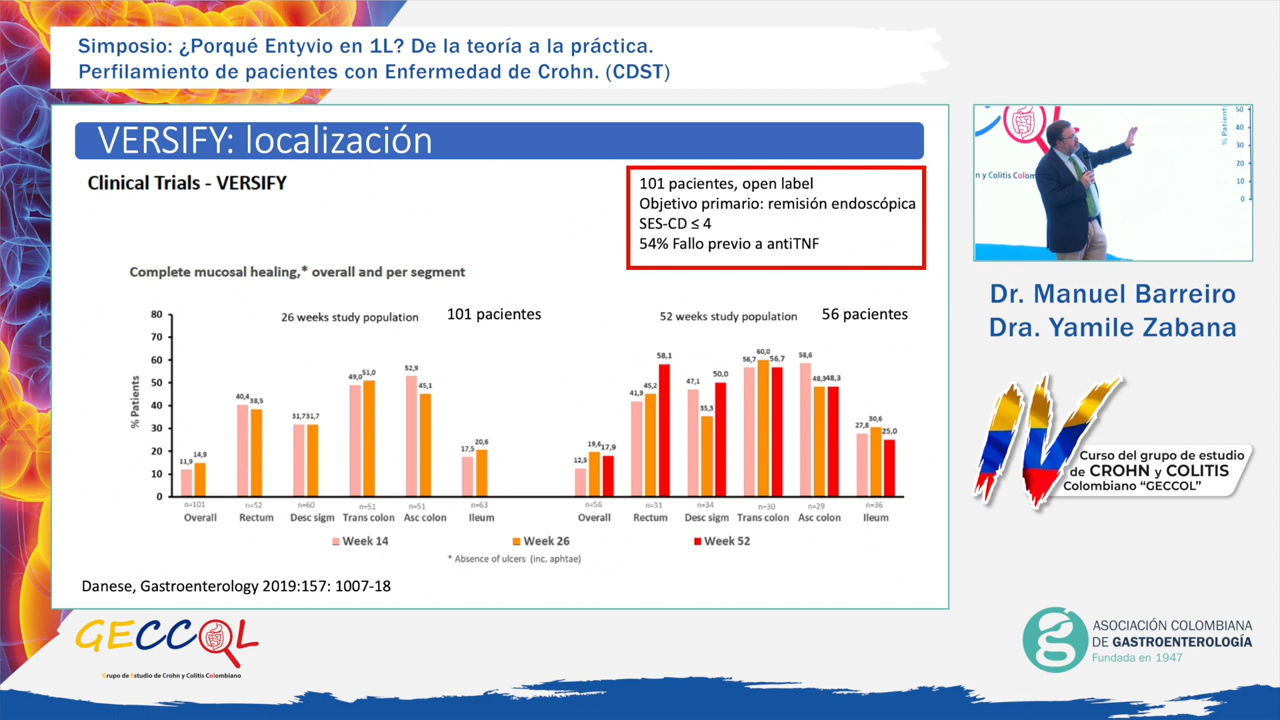 Simposio: ¿Porqué Entyvio en 1L? De la teoría a la práctica.
Perfilamiento de pacientes con Enfermedad de Crohn. (CDST)
VERSIFY: localización
Clinical Trials - VERSIFY
101 pacientes, open label
Objetivo primario: remisión endoscópica
SES-CD ≤ 4
54% Fallo previo a antiTNF
Complete mucosal healing,* overall and per segment
26 weeks study population
101 pacientes
52 weeks study population
56 pacientes
% Patients
80
70
60
50
40
30
20
10
0
11,9 14,9
40,4 38,5
31,7 31,7
49,0 51,0
52,9 45,1
17,5 20,6
12,5 19,6 17,9
41,9 45,2 58,1
47,1 35,3 50,0
56,7 60,0 56,7
58,6 48,3 48,3
27,8 30,6 25,0
n=101 n=52 n=60 n=51 n=51 n=63 n=56 n=31 n=34 n=30 n=29 n=36
Overall Rectum Desc sigm Trans colon Asc colon Ileum Overall Rectum Desc sigm Trans colon Asc colon Ileum
Week 14 Week 26 Week 52
* Absence of ulcers (inc. aphtae)
Danese, Gastroenterology 2019:157: 1007-18
n y Colitis Colom
% Patient
50
40
30
20
10
0
Dr. Manuel Barreiro
Dra. Yamile Zabana
IV
Curso del grupo de estudio
de CROHN y COLITIS
Colombiano “GECCOL”
GECCOL
Grupo de Estudio de Crohn y Colitis Colombiano
ASOCIACIÓN COLOMBIANA
DE GASTROENTEROLOGÍA
Fundada en 1947